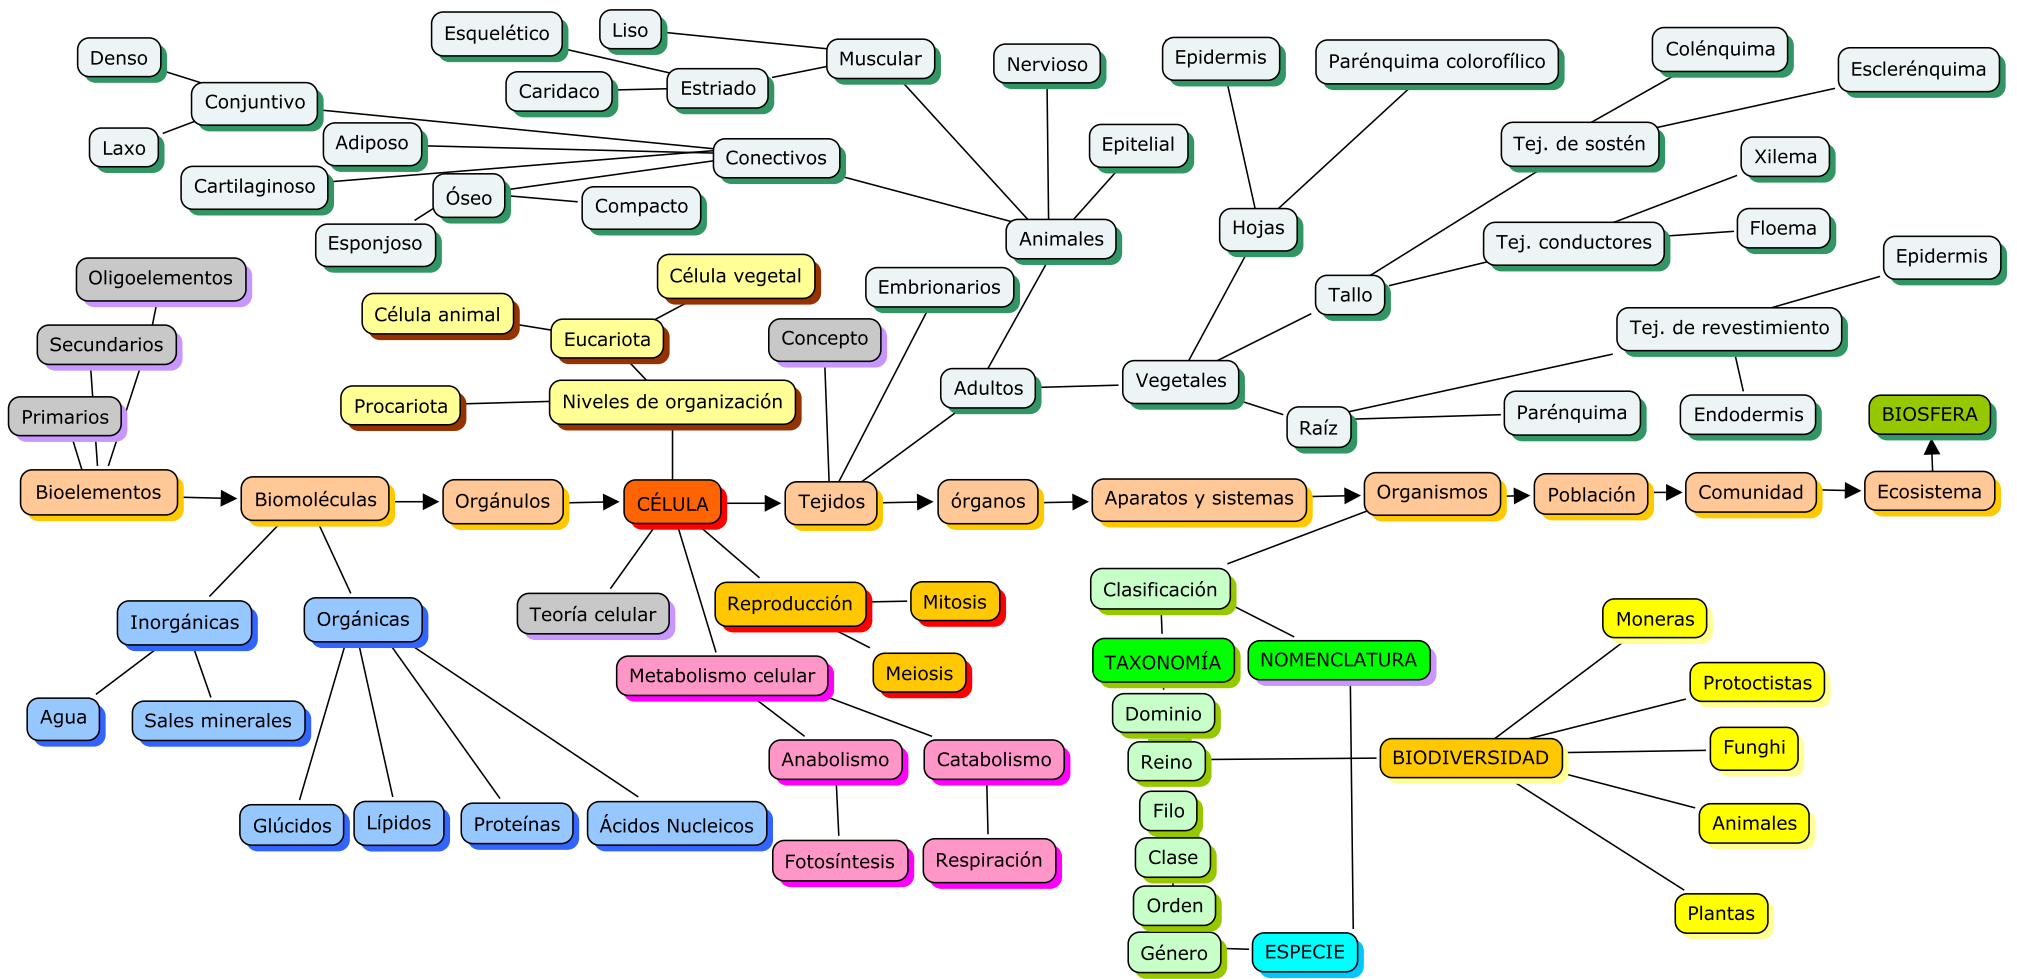 Esquelético
Liso
Denso
Muscular
Nervioso
Epidermis
Parénquima colorofílico
Colénquima
Esclerénquima
Conjuntivo
Caridaco
Estriado
Laxo
Adiposo
Conectivos
Epitelial
Tej. de sostén
Xilema
Cartilaginoso
Óseo
Compacto
Esponjoso
Animales
Hojas
Tej. conductores
Floema
Epidermis
Oligoelementos
Célula vegetal
Embrionarios
Tallo
Secundarios
Célula animal
Eucariota
Concepto
Tej. de revestimiento
Primarios
Procariota
Niveles de organización
Adultos
Vegetales
Raíz
Parénquima
Endodermis
BIOSFERA
Bioelementos
Biomoléculas
Orgánulos
CÉLULA
Tejidos
órganos
Aparatos y sistemas
Organismos
Población
Comunidad
Ecosistema
Inorgánicas
Orgánicas
Teoría celular
Reproducción
Mitosis
Clasificación
Moneras
Agua
Sales minerales
Metabolismo celular
Meiosis
TAXONOMÍA
NOMENCLATURA
Protoctistas
Dominio
Anabolismo
Catabolismo
Reino
BIODIVERSIDAD
Funghi
Glúcidos
Lípidos
Proteínas
Ácidos Nucleicos
Filo
Animales
Fotosíntesis
Respiración
Clase
Orden
Plantas
Género
ESPECIE